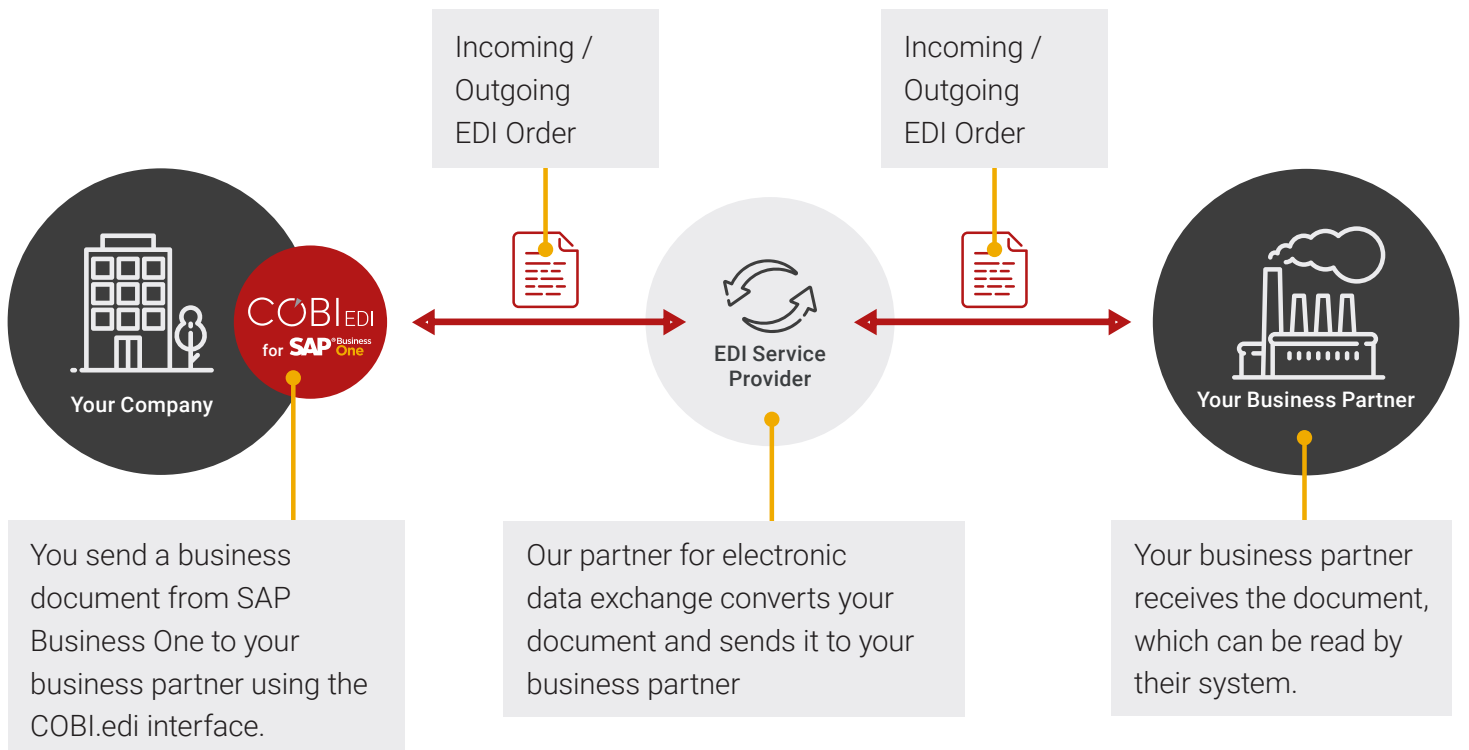 Incoming /
Outgoing
EDI Order
Incoming /
Outgoing
EDI Order
COBI EDI
for SAP® Business
One
Your Company
EDI Service
Provider
Your Business Partner
You send a business
document from SAP
Business One to your
business partner using the
COBI.edi interface.
Our partner for electronic
data exchange converts your
document and sends it to your
business partner
Your business partner
receives the document,
which can be read by
their system.